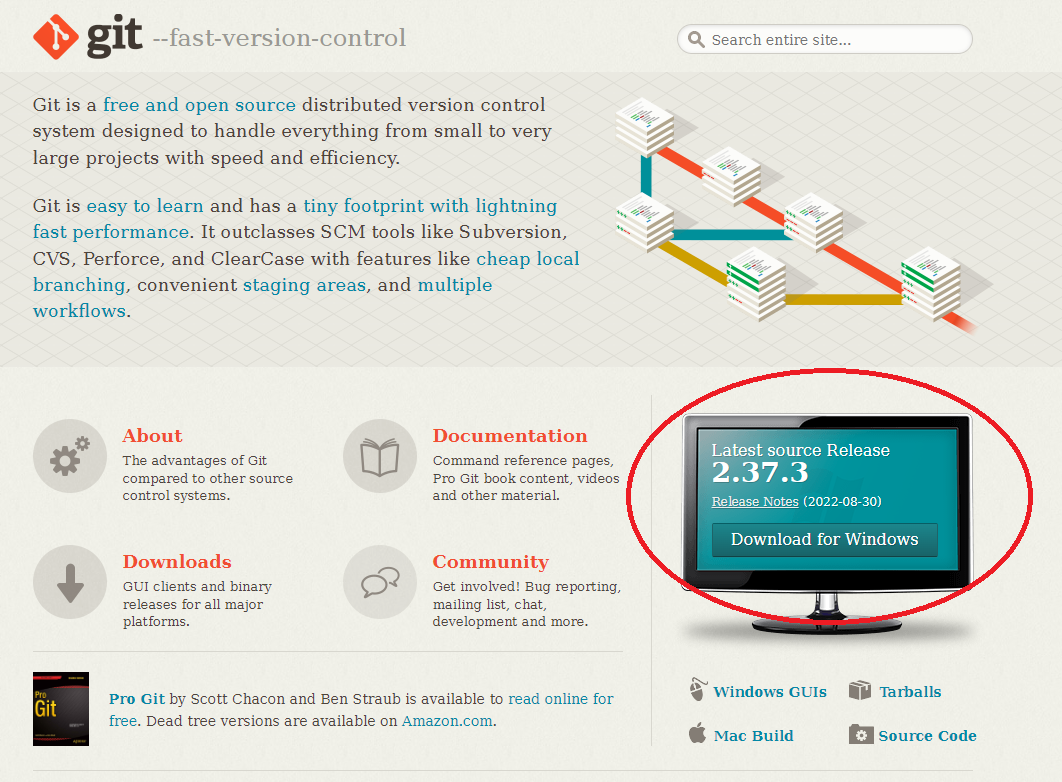 git --fast-version-control
Search entire site...
Git is a free and open source distributed version control
system designed to handle everything from small to very
large projects with speed and efficiency.
Git is easy to learn and has a tiny footprint with lightning
fast performance. It outclasses SCM tools like Subversion,
CVS, Perforce, and ClearCase with features like cheap local
branching, convenient staging areas, and multiple
workflows.
About
The advantages of Git
compared to other source
control systems.
Documentation
Command reference pages,
Pro Git book content, videos
and other material.
Downloads
GUI clients and binary
releases for all major
platforms.
Community
Get involved! Bug reporting,
mailing list, chat,
development and more.
Latest source Release
2.37.3
Release Notes (2022-08-30)
Download for Windows
Windows GUIs
Tarballs
Mac Build
Source Code
Pro
Git
Pro Git by Scott Chacon and Ben Straub is available to read online for
free. Dead tree versions are available on Amazon.com.